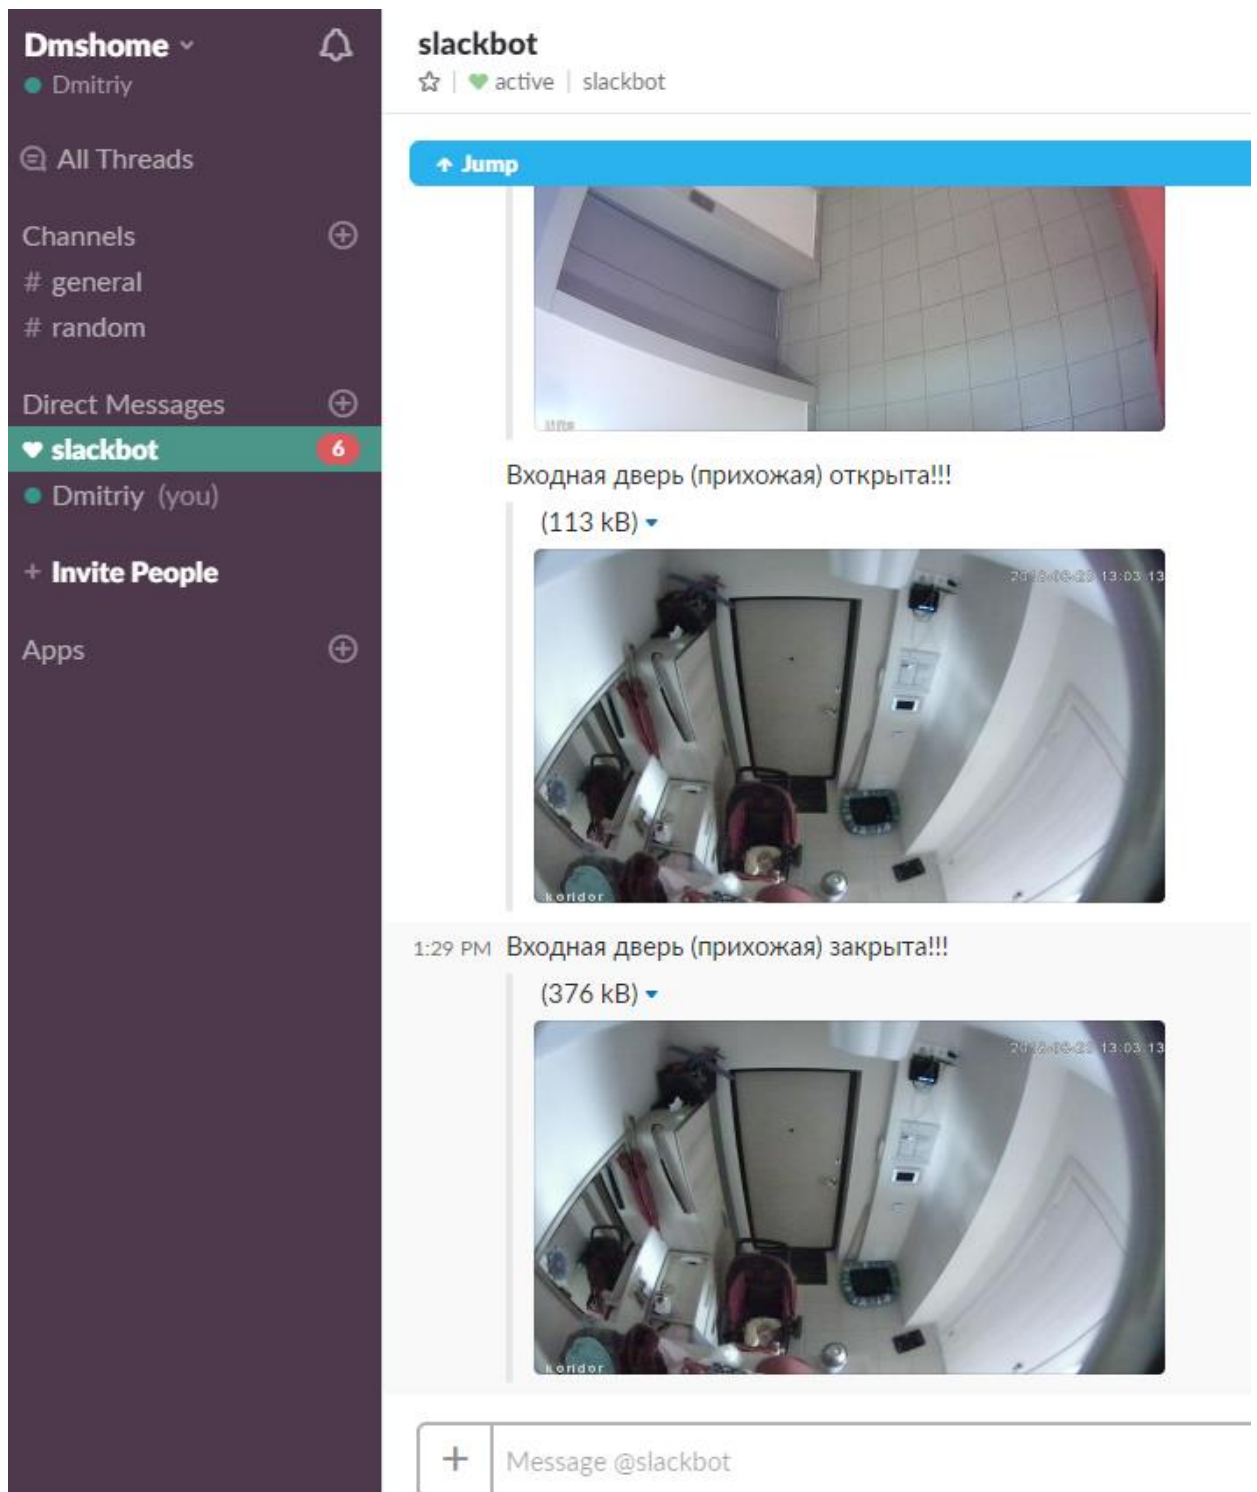 Dmshome
Dmitriy
All Threads
Channels
# general
# random
Direct Messages
slackbot 6
Dmitriy (you)
+ Invite People
Apps
slackbot
active | slackbot
Jump
Входная дверь (прихожая) открыта!!!
(113 kB)
13:03 13
koridor
1:29 PM Входная дверь (прихожая) закрыта!!!
(376 kB)
13:03 13
koridor
+ Message @slackbot